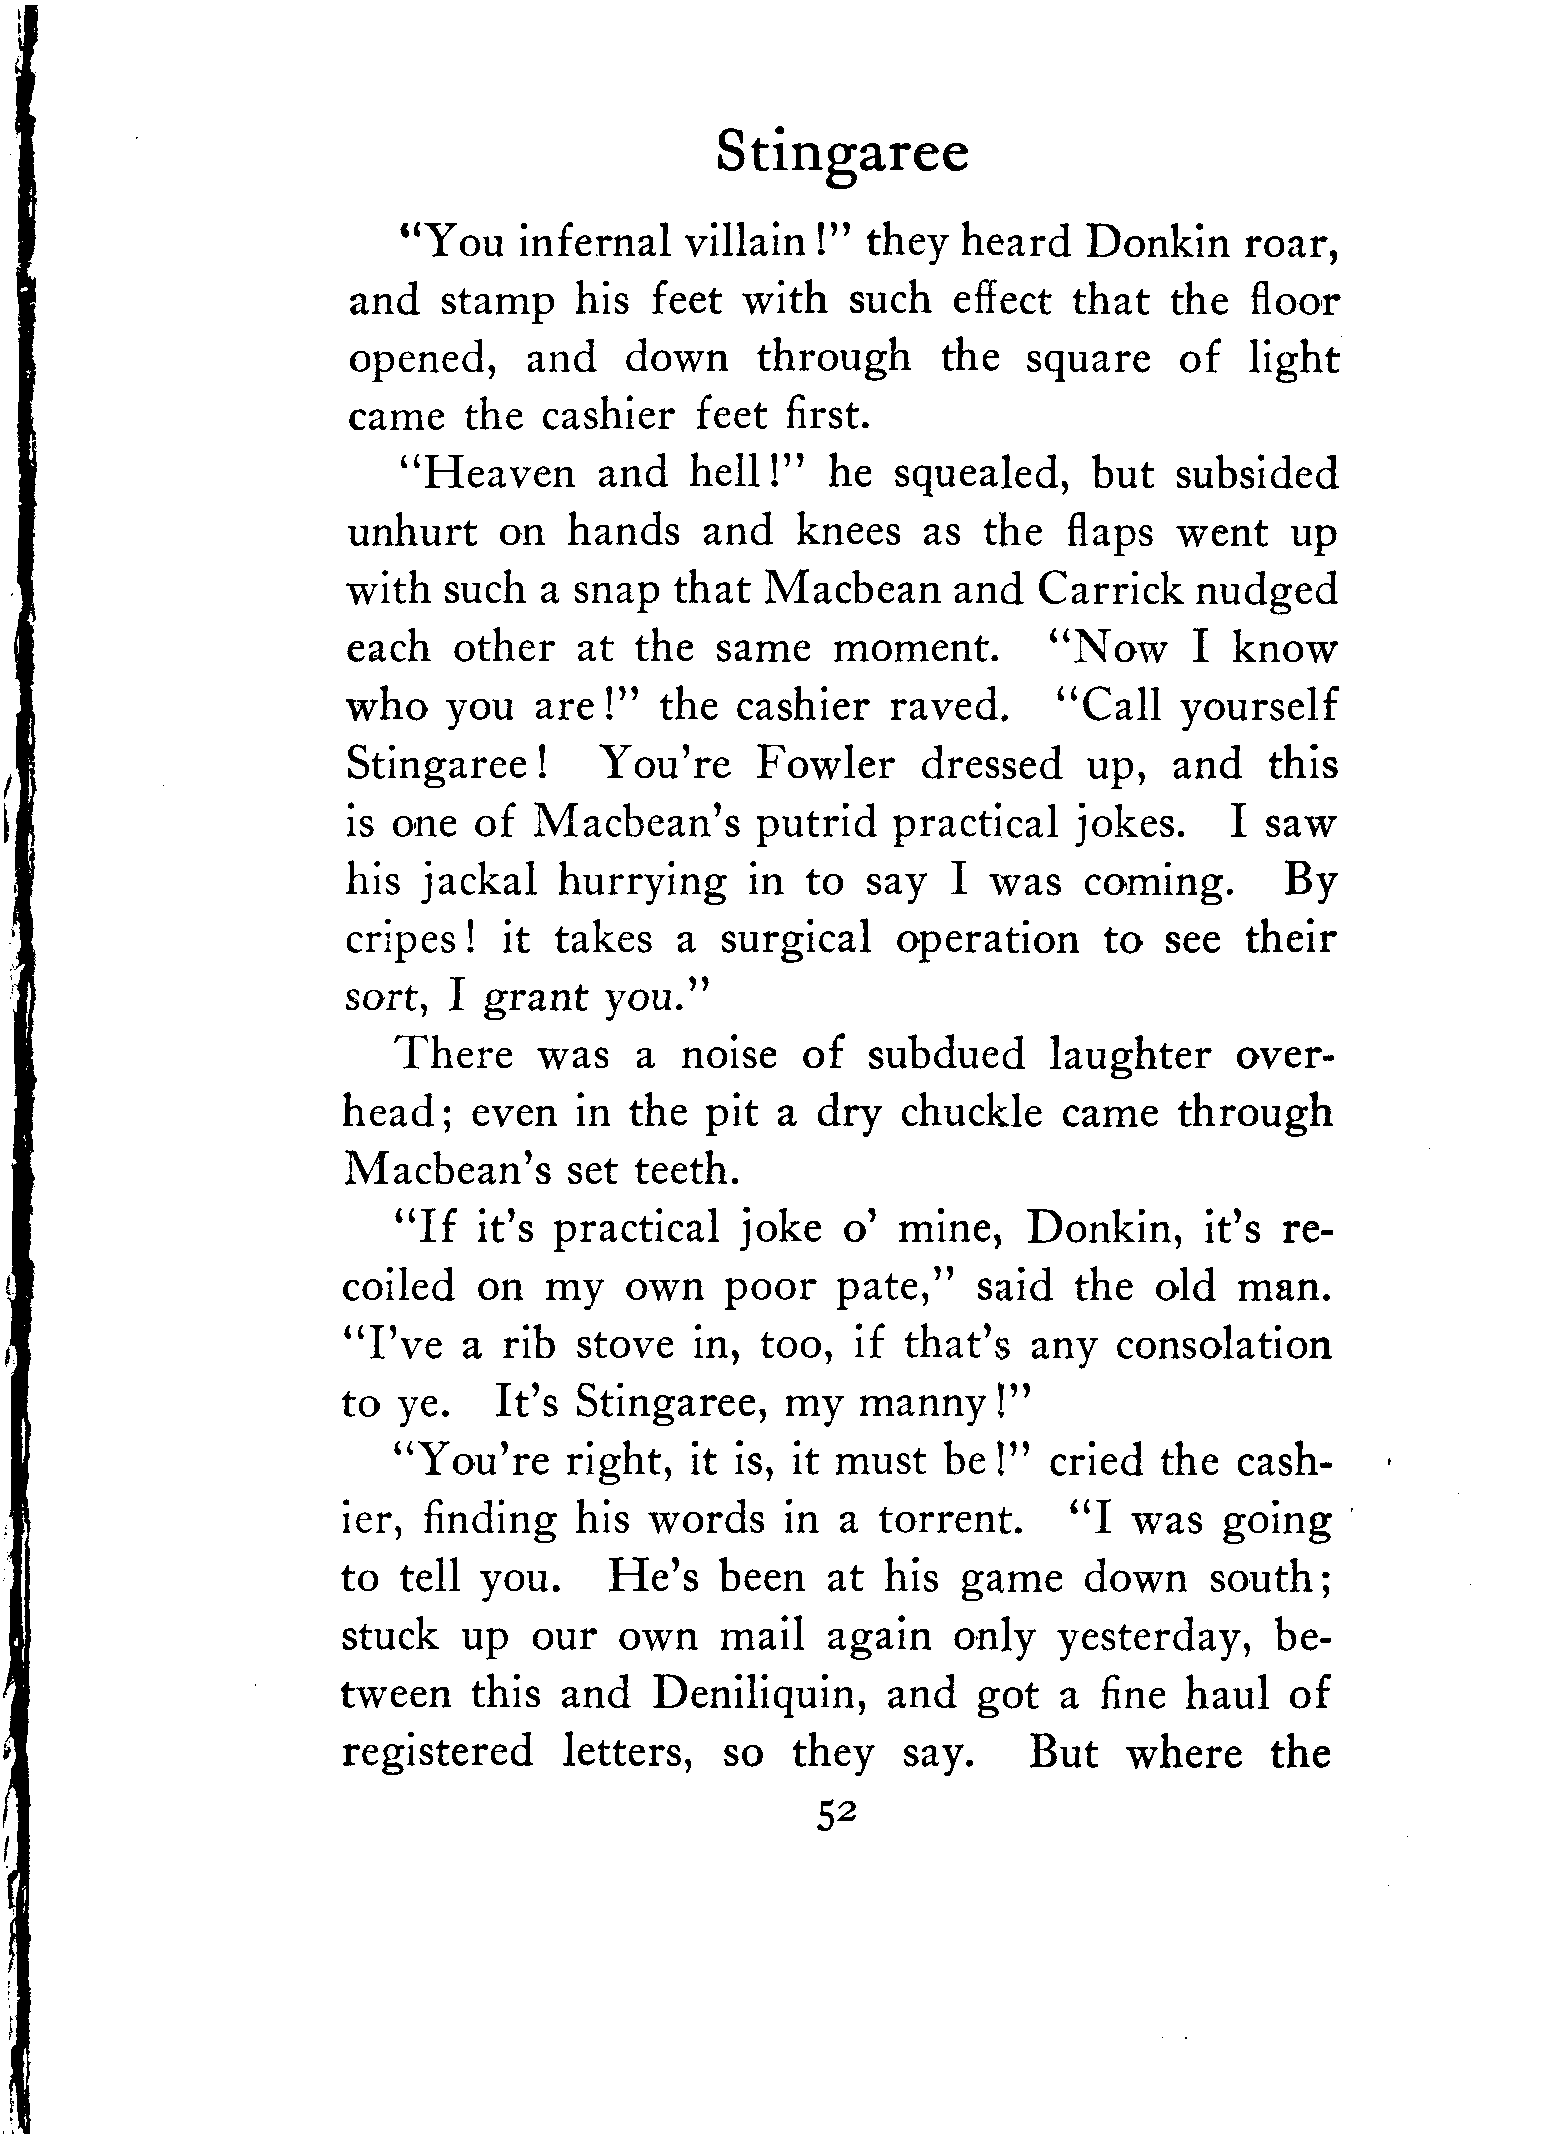 Stingaree
“You infernal villain!” they heard Donkin roar,
and stamp his feet with such effect that the floor
opened, and down through the square of light
came the cashier feet first.
“Heaven and hell!” he squealed, but subsided
unhurt on hands and knees as the flaps went up
with such a snap that Macbean and Carrick nudged
each other at the same moment. “Now I know
who you are!” the cashier raved. “Call yourself
Stingaree! You're Fowler dressed up, and this
is one of Macbean's putrid practical jokes. I saw
his jackal hurrying in to say I was coming. By
cripes! it takes a surgical operation to see their
sort, I grant you.”
There was a noise of subdued laughter over-
head; even in the pit a dry chuckle came through
Macbean's set teeth.
“If it's practical joke o' mine, Donkin, it's re-
coiled on my own poor pate,” said the old man.
“I've a rib stove in, too, if that's any consolation
to ye. It's Stingaree, my manny!”
“You're right, it is, it must be!” cried the cash-
ier, finding his words in a torrent. “I was going
to tell you. He's been at his game down south;
stuck up our own mail again only yesterday, be-
tween this and Deniliquin, and got a fine haul of
registered letters, so they say. But where the
52